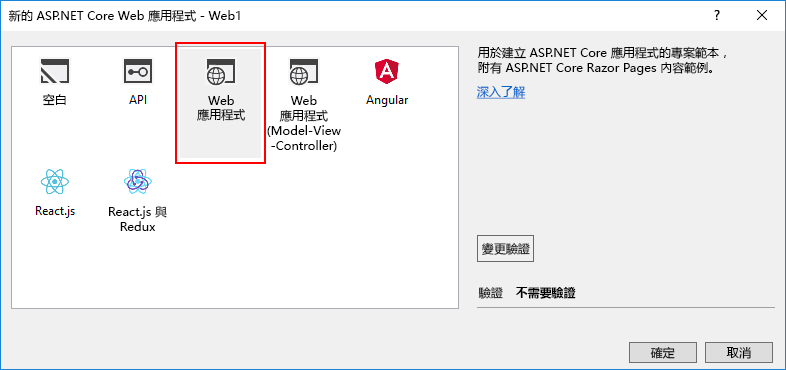 新的 ASP.NET Core Web 應用程式 - Web1
?
空白
API
Web
應用程式
Web
應用程式
(Model-View
-Controller)
Angular
React.js
React.js 與
Redux
用於建立 ASP.NET Core 應用程式的專案範本，
附有 ASP.NET Core Razor Pages 內容範例。
深入了解
變更驗證
驗證 不需要驗證
確定
取消